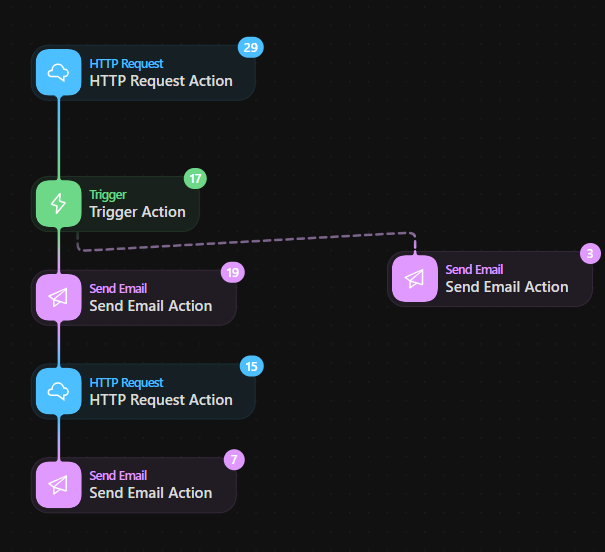 29
HTTP Request
HTTP Request Action
17
Trigger
Trigger Action
3
Send Email
Send Email Action
19
Send Email
Send Email Action
15
HTTP Request
HTTP Request Action
7
Send Email
Send Email Action